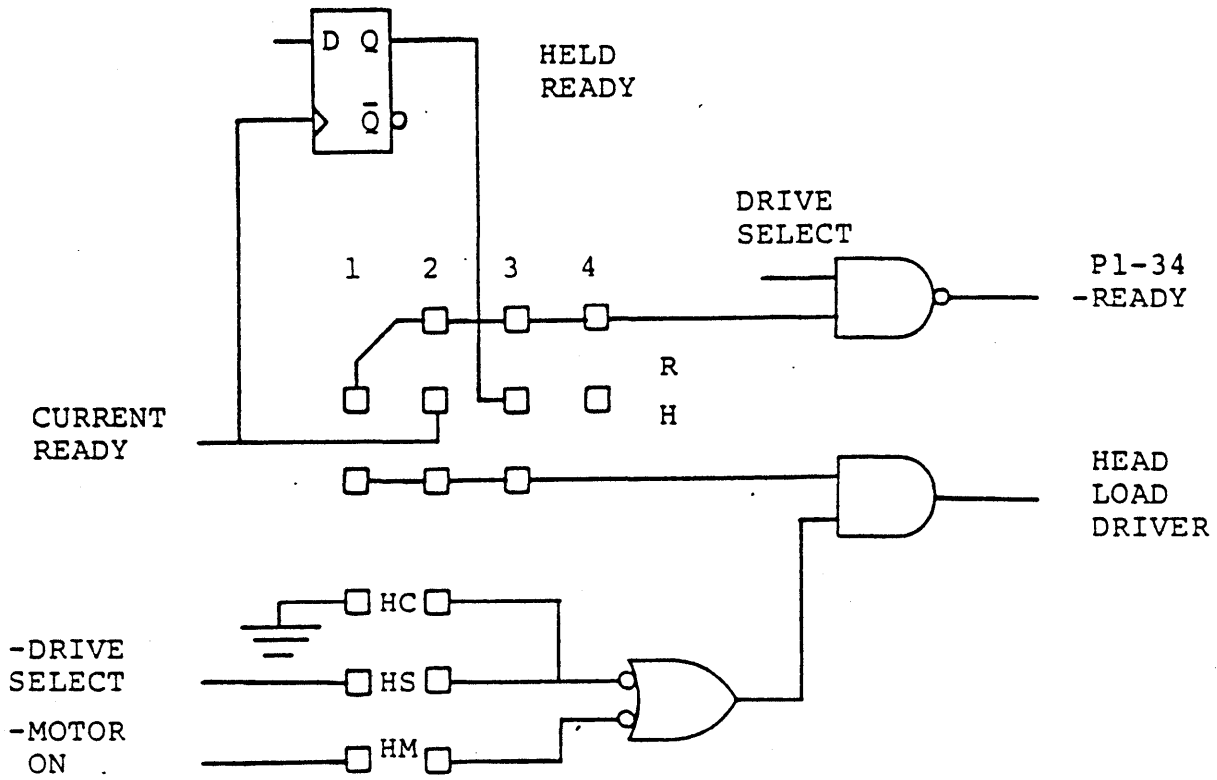 D Q
Q̅
HELD
READY
DRIVE
SELECT
1 2 3 4
P1-34
-READY
R
H
CURRENT
READY
HEAD
LOAD
DRIVER
HC
-DRIVE
SELECT
HS
-MOTOR
ON
HM